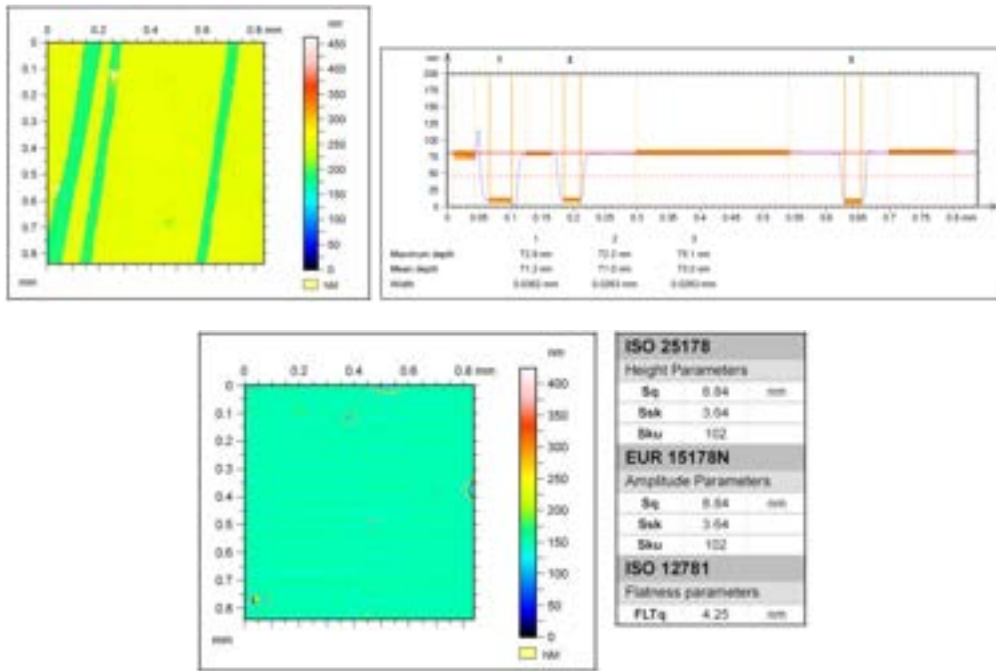 0 0.2 0.4 0.6 0.8 mm
nm
0
0.1
0.2
0.3
0.4
0.5
0.6
0.7
0.8
mm
450
400
350
300
250
200
150
100
50
0
NM
nm
1 2 3
200
175
150
125
100
75
50
25
0
0 0.05 0.1 0.15 0.2 0.25 0.3 0.35 0.4 0.45 0.5 0.55 0.6 0.65 0.7 0.75 0.8 mm
1 2 3
Maximum depth
Mean depth
Width
0 0.2 0.4 0.6 0.8 mm
nm
0
0.1
0.2
0.3
0.4
0.5
0.6
0.7
0.8
mm
400
350
300
250
200
150
100
50
0
NM
ISO 25178
Height Parameters
Sq 8.84 nm
Ssk 3.64
Sku 102
EUR 15178N
Amplitude Parameters
Sq 8.84 nm
Ssk 3.64
Sku 102
ISO 12781
Flatness parameters
FLTq 4.25 nm